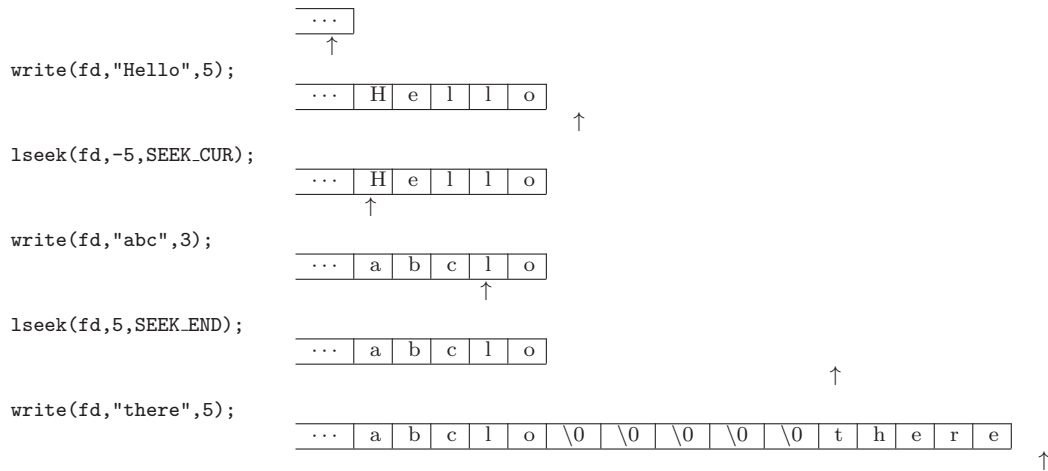 ···
↑
write(fd,"Hello",5);
··· H e l l o
↑
lseek(fd,-5,SEEK_CUR);
··· H e l l o
↑
write(fd,"abc",3);
··· a b c l o
↑
lseek(fd,5,SEEK_END);
··· a b c l o
↑
write(fd,"there",5);
··· a b c l o \0 \0 \0 \0 \0 t h e r e
↑